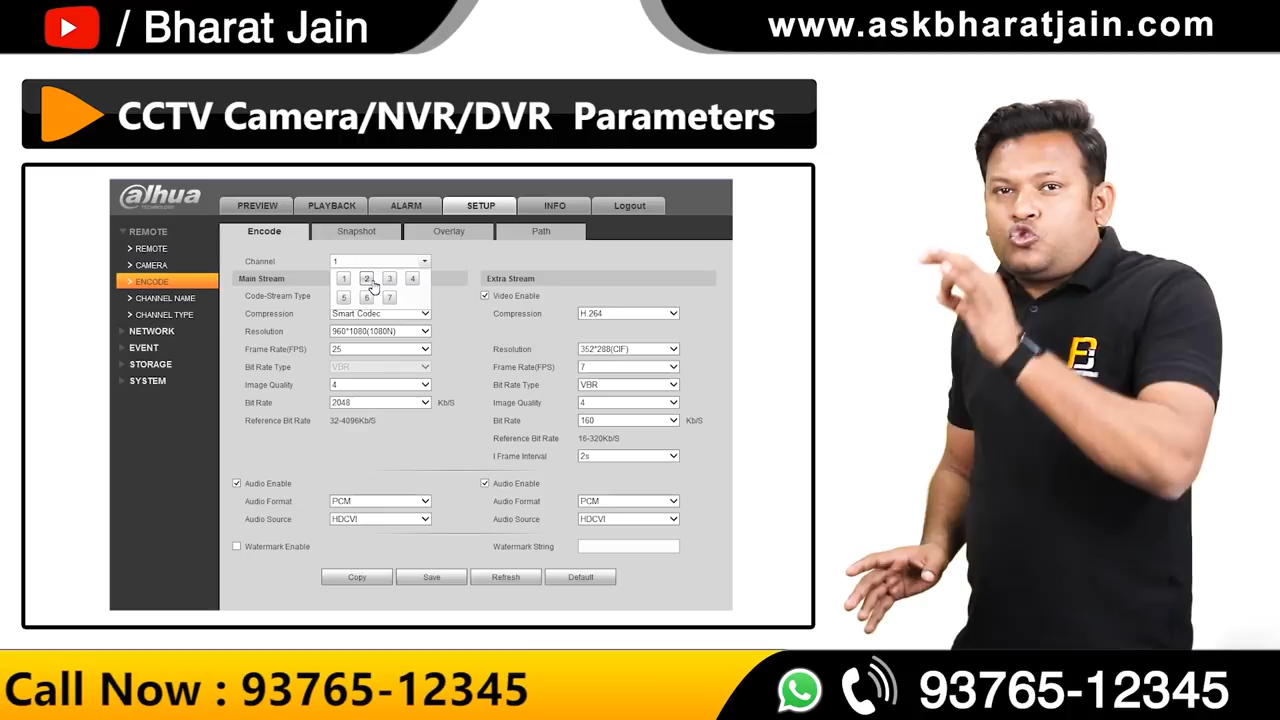 / Bharat Jain
www.askbharatjain.com
CCTV Camera/NVR/DVR Parameters
alhua
TECHNOLOGY
PREVIEW PLAYBACK ALARM SETUP INFO Logout
REMOTE
REMOTE
CAMERA
ENCODE
CHANNEL NAME
CHANNEL TYPE
NETWORK
EVENT
STORAGE
SYSTEM
Encode Snapshot Overlay Path
Channel 1
1 2 3 4
5 6 7
Main Stream
Code-Stream Type
Compression Smart Codec
Resolution 960*1080(1080N)
Frame Rate(FPS) 25
Bit Rate Type VBR
Image Quality 4
Bit Rate 2048 Kb/S
Reference Bit Rate 32-4096Kb/S
Audio Enable
Audio Format PCM
Audio Source HDCVI
Watermark Enable
Extra Stream
Video Enable
Compression H.264
Resolution 352*288(CIF)
Frame Rate(FPS) 7
Bit Rate Type VBR
Image Quality 4
Bit Rate 160 Kb/S
Reference Bit Rate 16-320Kb/S
I Frame Interval 2s
Audio Enable
Audio Format PCM
Audio Source HDCVI
Watermark String
Copy Save Refresh Default
Call Now : 93765-12345
93765-12345